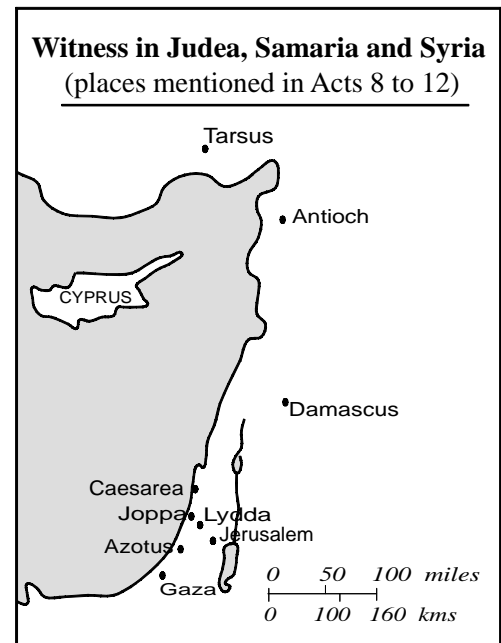 Witness in Judea, Samaria and Syria
(places mentioned in Acts 8 to 12)
Tarsus
Antioch
CYPRUS
Damascus
Caesarea
Joppa Lydda
Jerusalem
Azotus
Gaza
0 50 100 miles
0 100 160 kms